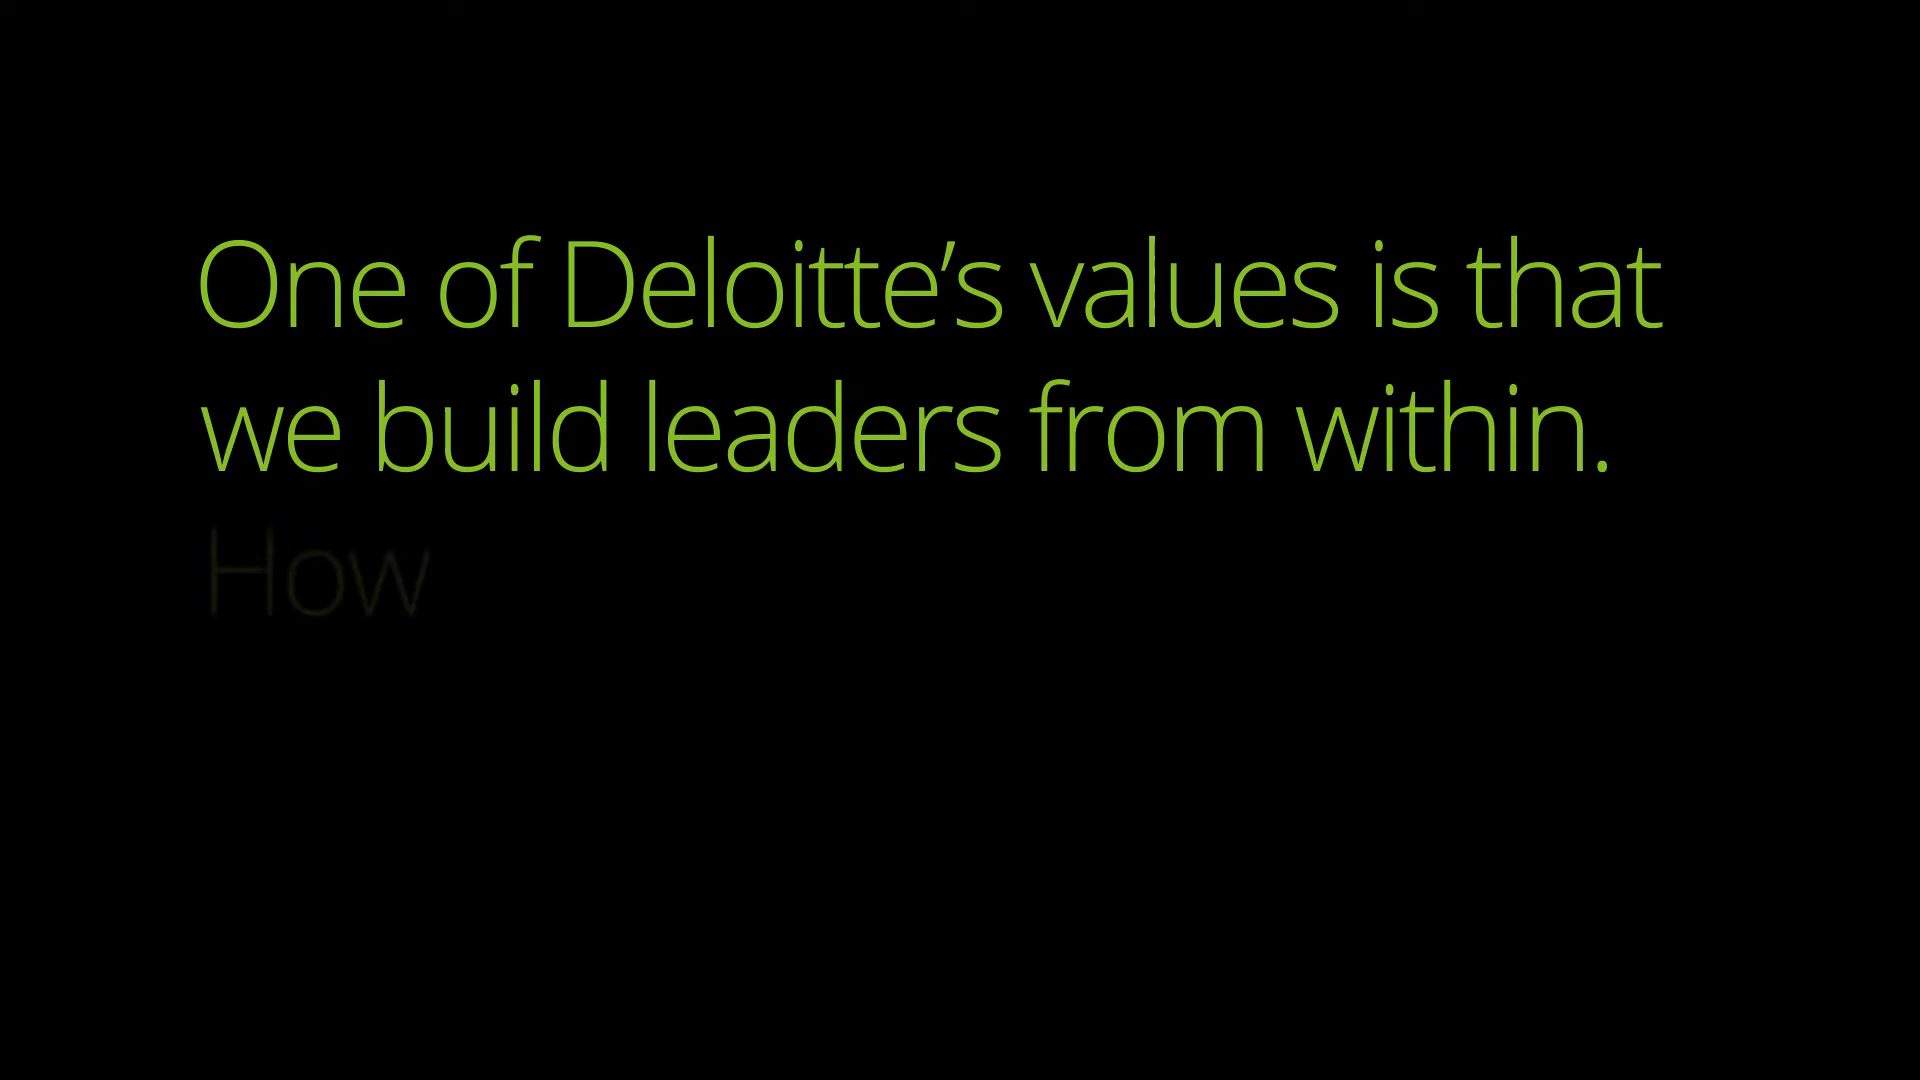 One of Deloitte’s values is that
we build leaders from within.
How